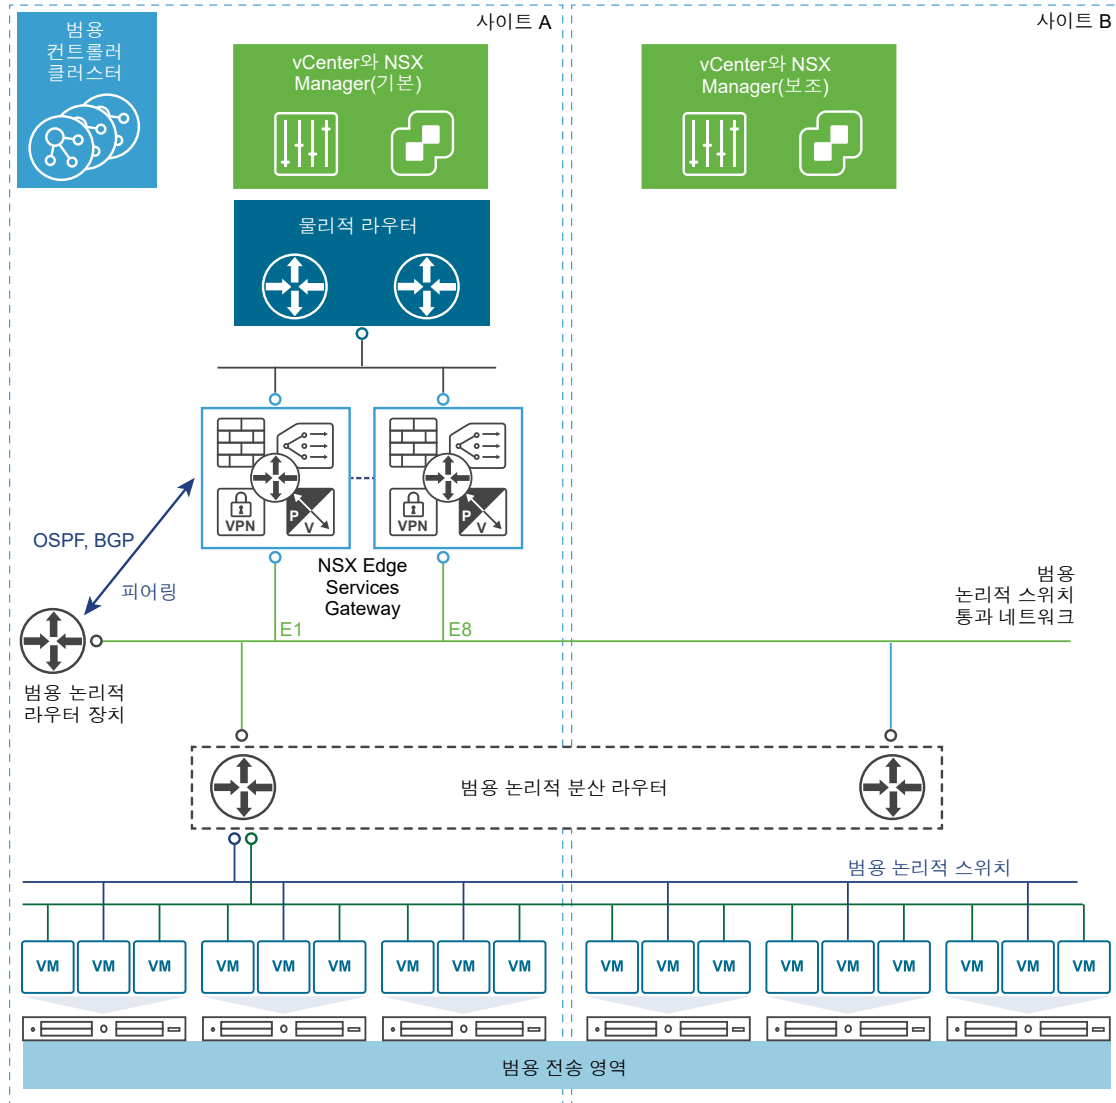 사이트 A
사이트 B
범용
컨트롤러
클러스터
vCenter와 NSX
Manager(기본)
vCenter와 NSX
Manager(보조)
물리적 라우터
VPN
P
V
VPN
P
V
OSPF, BGP
피어링
NSX Edge
Services
Gateway
E1
E8
범용
논리적 스위치
통과 네트워크
범용 논리적
라우터 장치
범용 논리적 분산 라우터
범용 논리적 스위치
VM VM VM VM VM VM VM VM VM VM VM VM VM VM VM VM VM VM
범용 전송 영역